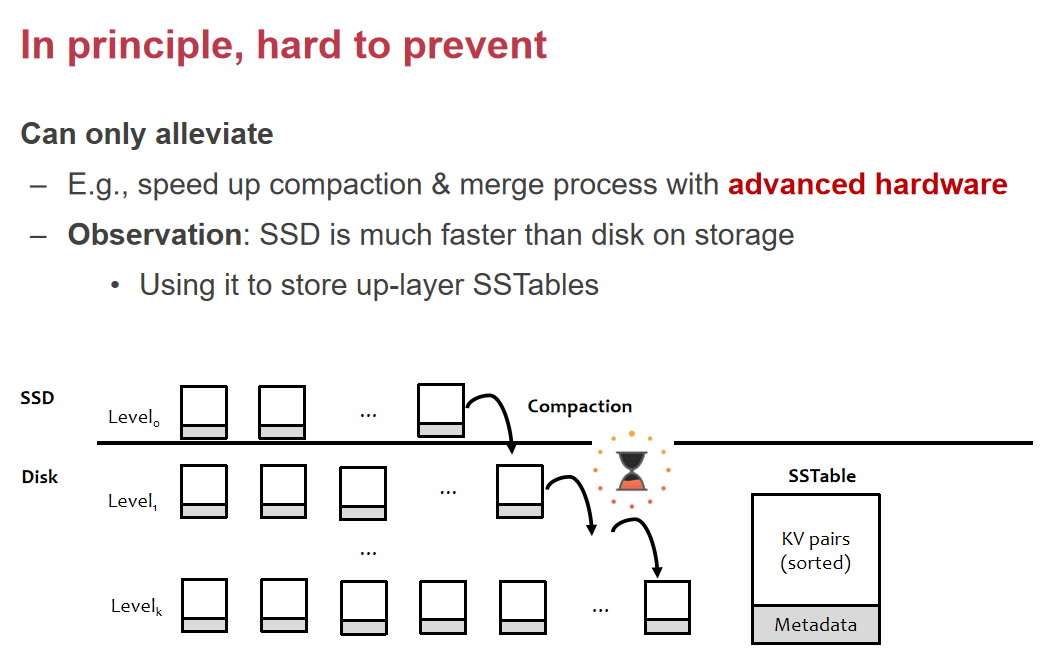 In principle, hard to prevent
Can only alleviate
– E.g., speed up compaction & merge process with advanced hardware
– Observation: SSD is much faster than disk on storage
• Using it to store up-layer SSTables
SSD
Level₀
...
Compaction
Disk
Level₁
...
SSTable
KV pairs
(sorted)
...
Levelₖ
...
Metadata